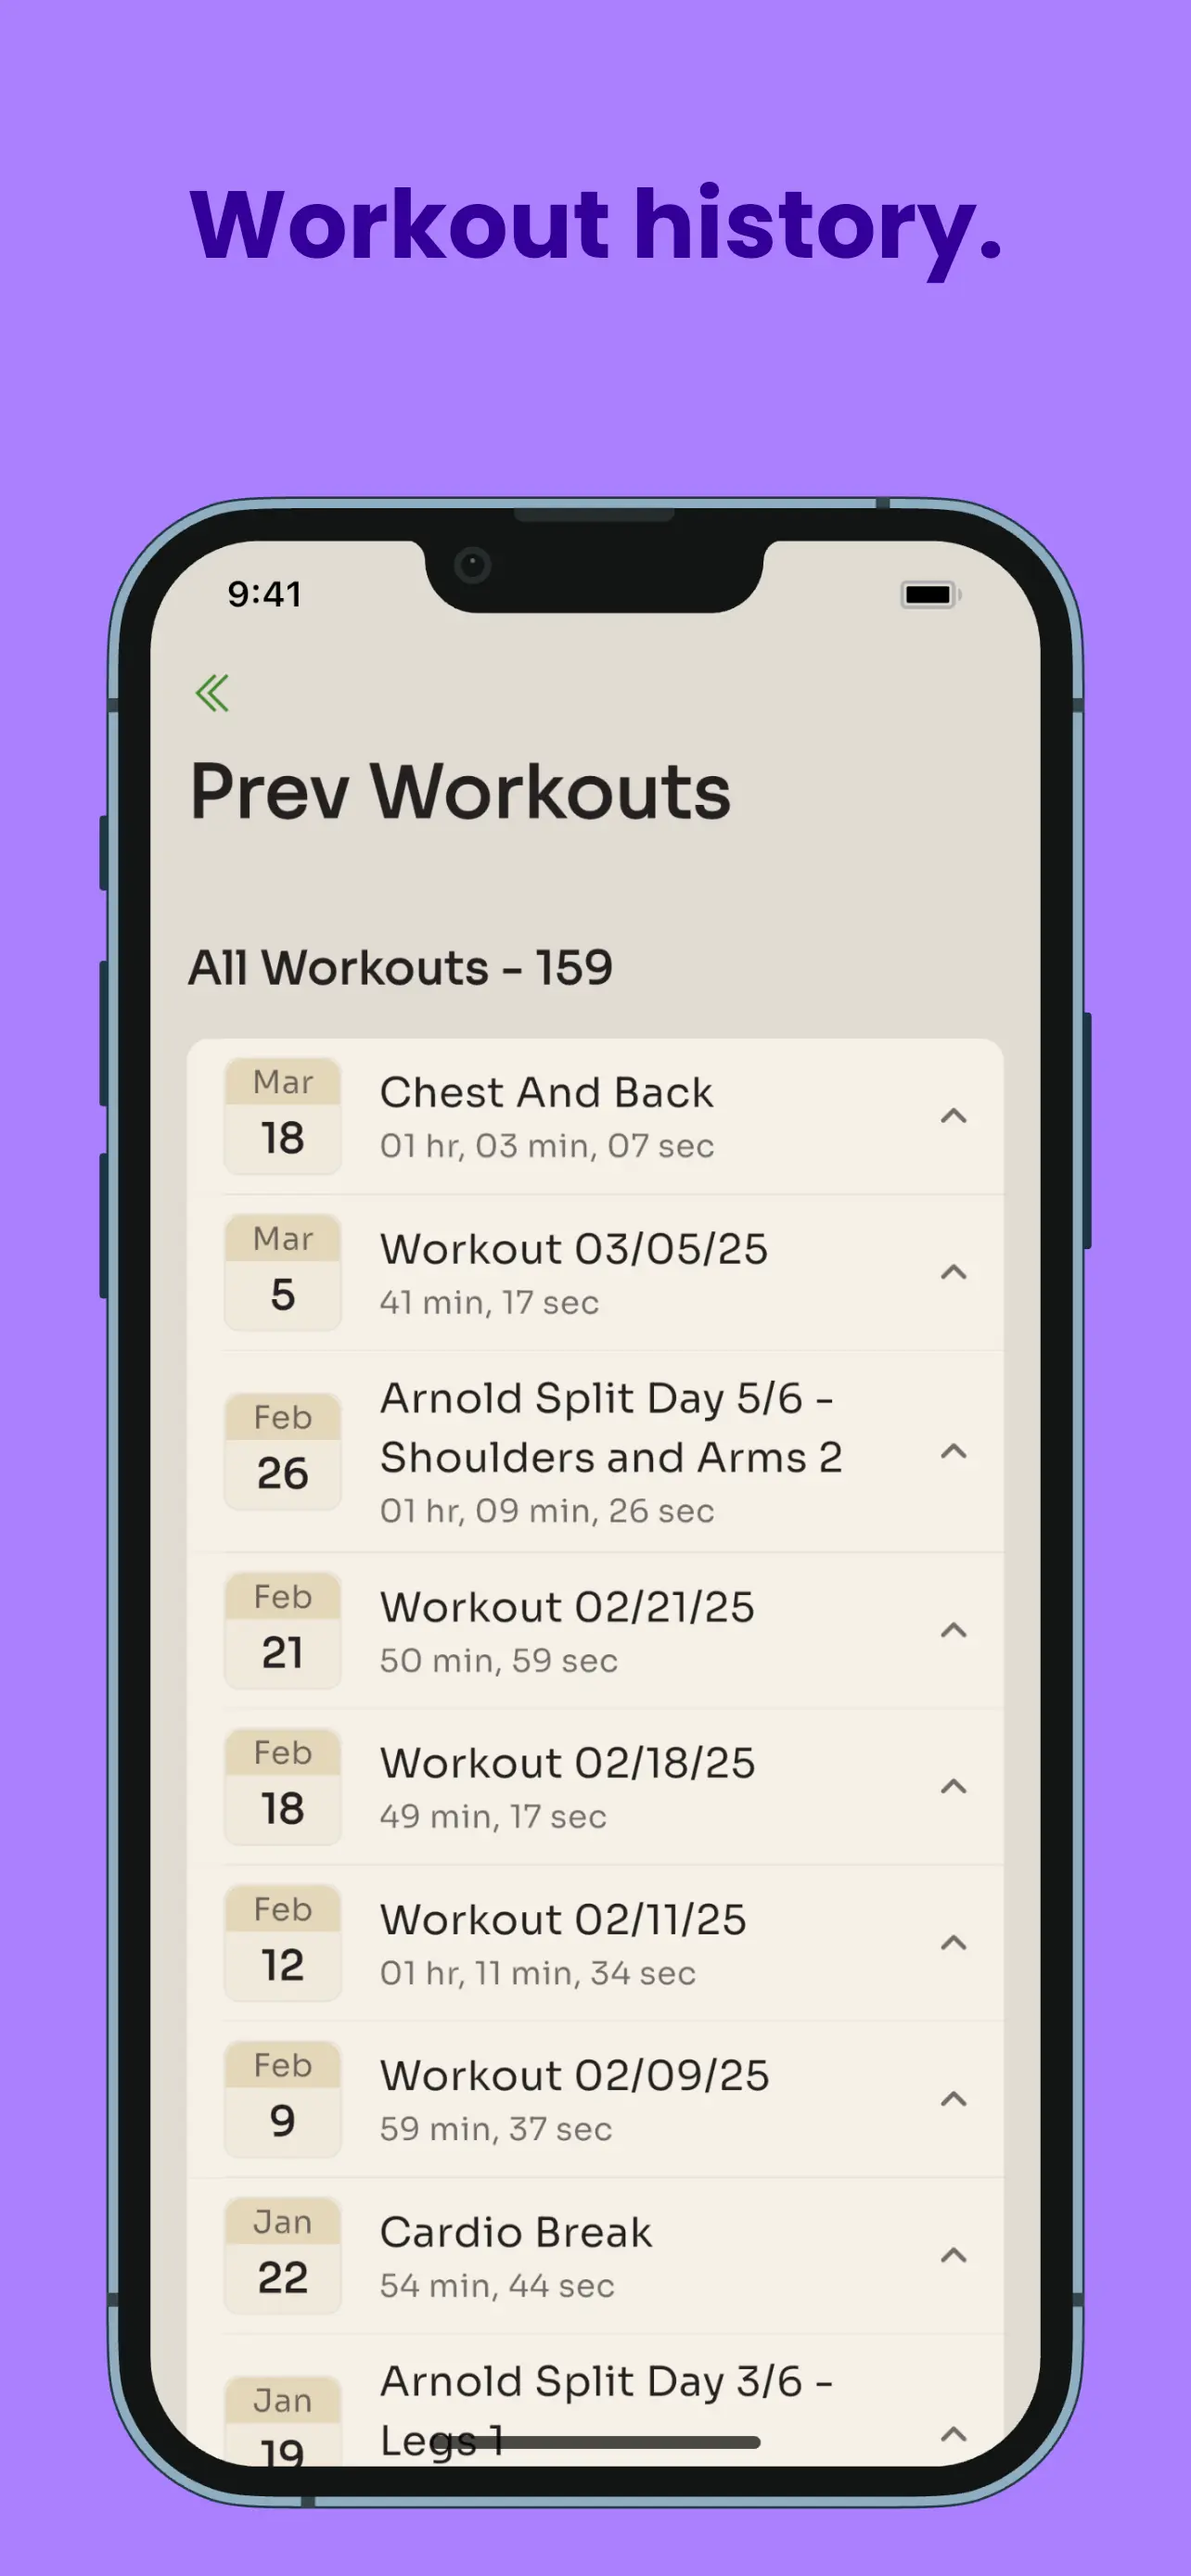 Workout history.
9:41
Prev Workouts
All Workouts - 159
Mar
18
Chest And Back
01 hr, 03 min, 07 sec
Mar
5
Workout 03/05/25
41 min, 17 sec
Feb
26
Arnold Split Day 5/6 -
Shoulders and Arms 2
01 hr, 09 min, 26 sec
Feb
21
Workout 02/21/25
50 min, 59 sec
Feb
18
Workout 02/18/25
49 min, 17 sec
Feb
12
Workout 02/11/25
01 hr, 11 min, 34 sec
Feb
9
Workout 02/09/25
59 min, 37 sec
Jan
22
Cardio Break
54 min, 44 sec
Jan
19
Arnold Split Day 3/6 -
Legs 1